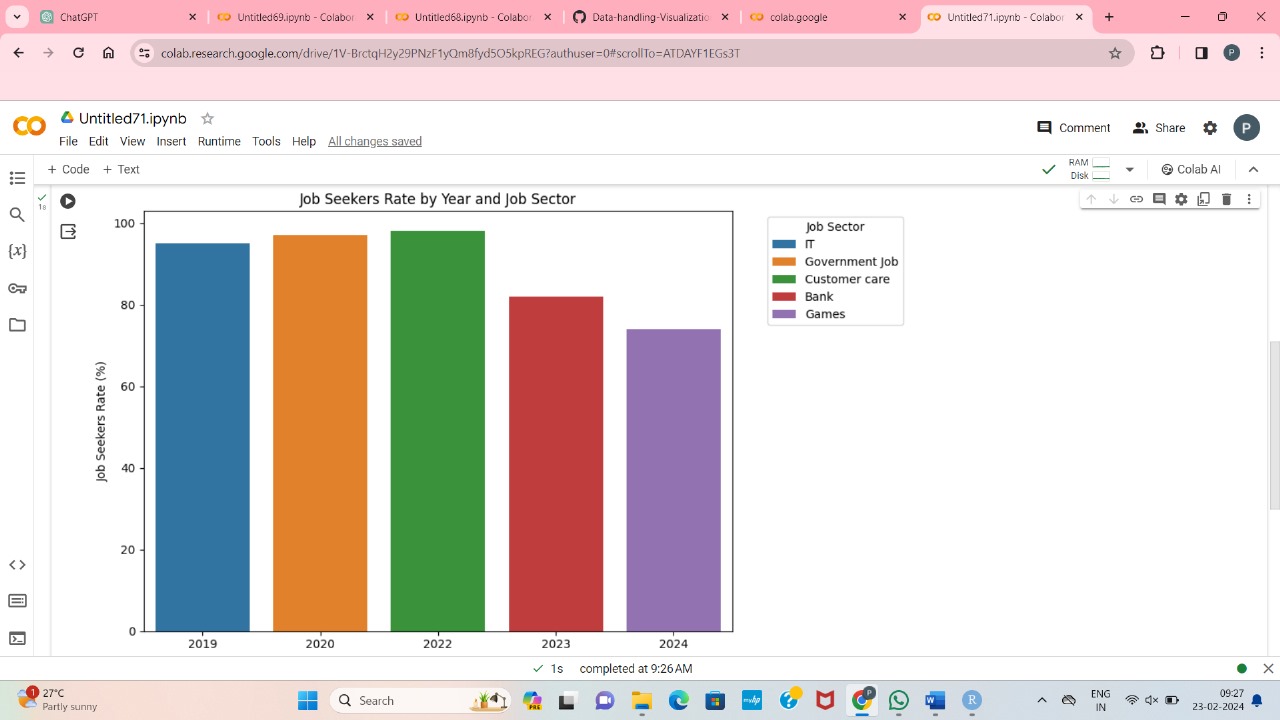 ChatGPT
Untitled69.ipynb - Colabor
Untitled68.ipynb - Colabor
Data-handling-Visualizatio
colab.google
Untitled71.ipynb - Colabor
colab.research.google.com/drive/1V-BrctqH2y29PNzF1yQm8fyd5O5kpREG?authuser=0#scrollTo=ATDAYF1EGs3T
P
Untitled71.ipynb
File Edit View Insert Runtime Tools Help All changes saved
Comment Share P
+ Code + Text
RAM
Disk
Colab AI
{x}
1s
Job Seekers Rate by Year and Job Sector
Job Seekers Rate (%)
100
80
60
40
20
0
2019 2020 2022 2023 2024
Job Sector
IT
Government Job
Customer care
Bank
Games
1s completed at 9:26 AM
1
27°C
Partly sunny
Search
PRE
myhp
P
W
R
ENG
IN
09:27
23-02-2024